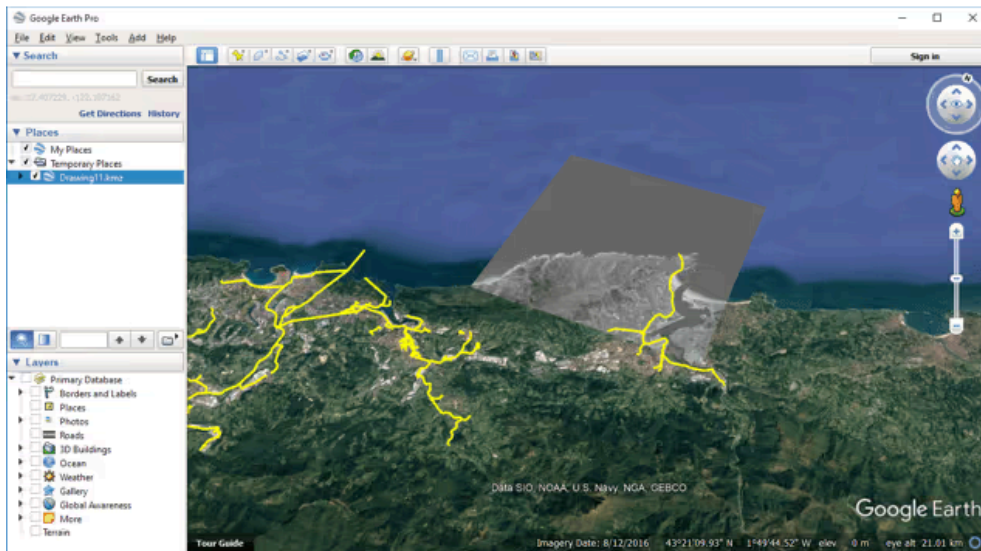 Google Earth Pro
File Edit View Tools Add Help
Search
Sign in
Search
Get Directions History
Places
My Places
Temporary Places
Drawing11.kmz
Layers
Primary Database
Borders and Labels
Places
Photos
Roads
3D Buildings
Ocean
Weather
Gallery
Global Awareness
More
Terrain
Data SIO, NOAA, U.S. Navy, NGA, GEBCO
Google Earth
Tour Guide
Imagery Date: 8/12/2016 43°21'09.93" N 1°49'44.52" W elev 0 m eye alt 21.01 km